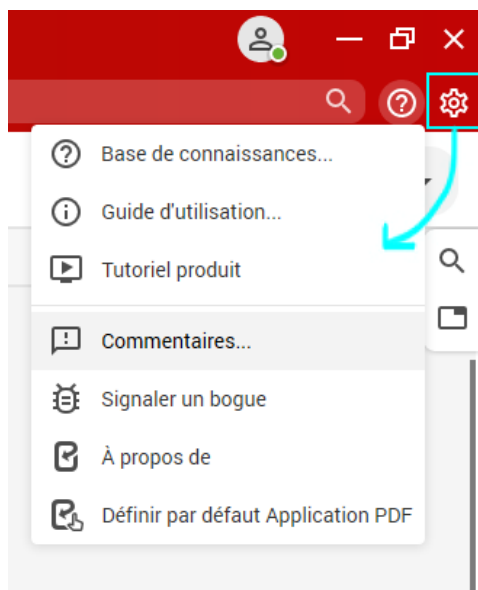 Base de connaissances...
Guide d'utilisation...
Tutoriel produit
Commentaires...
Signaler un bogue
À propos de
Définir par défaut Application PDF